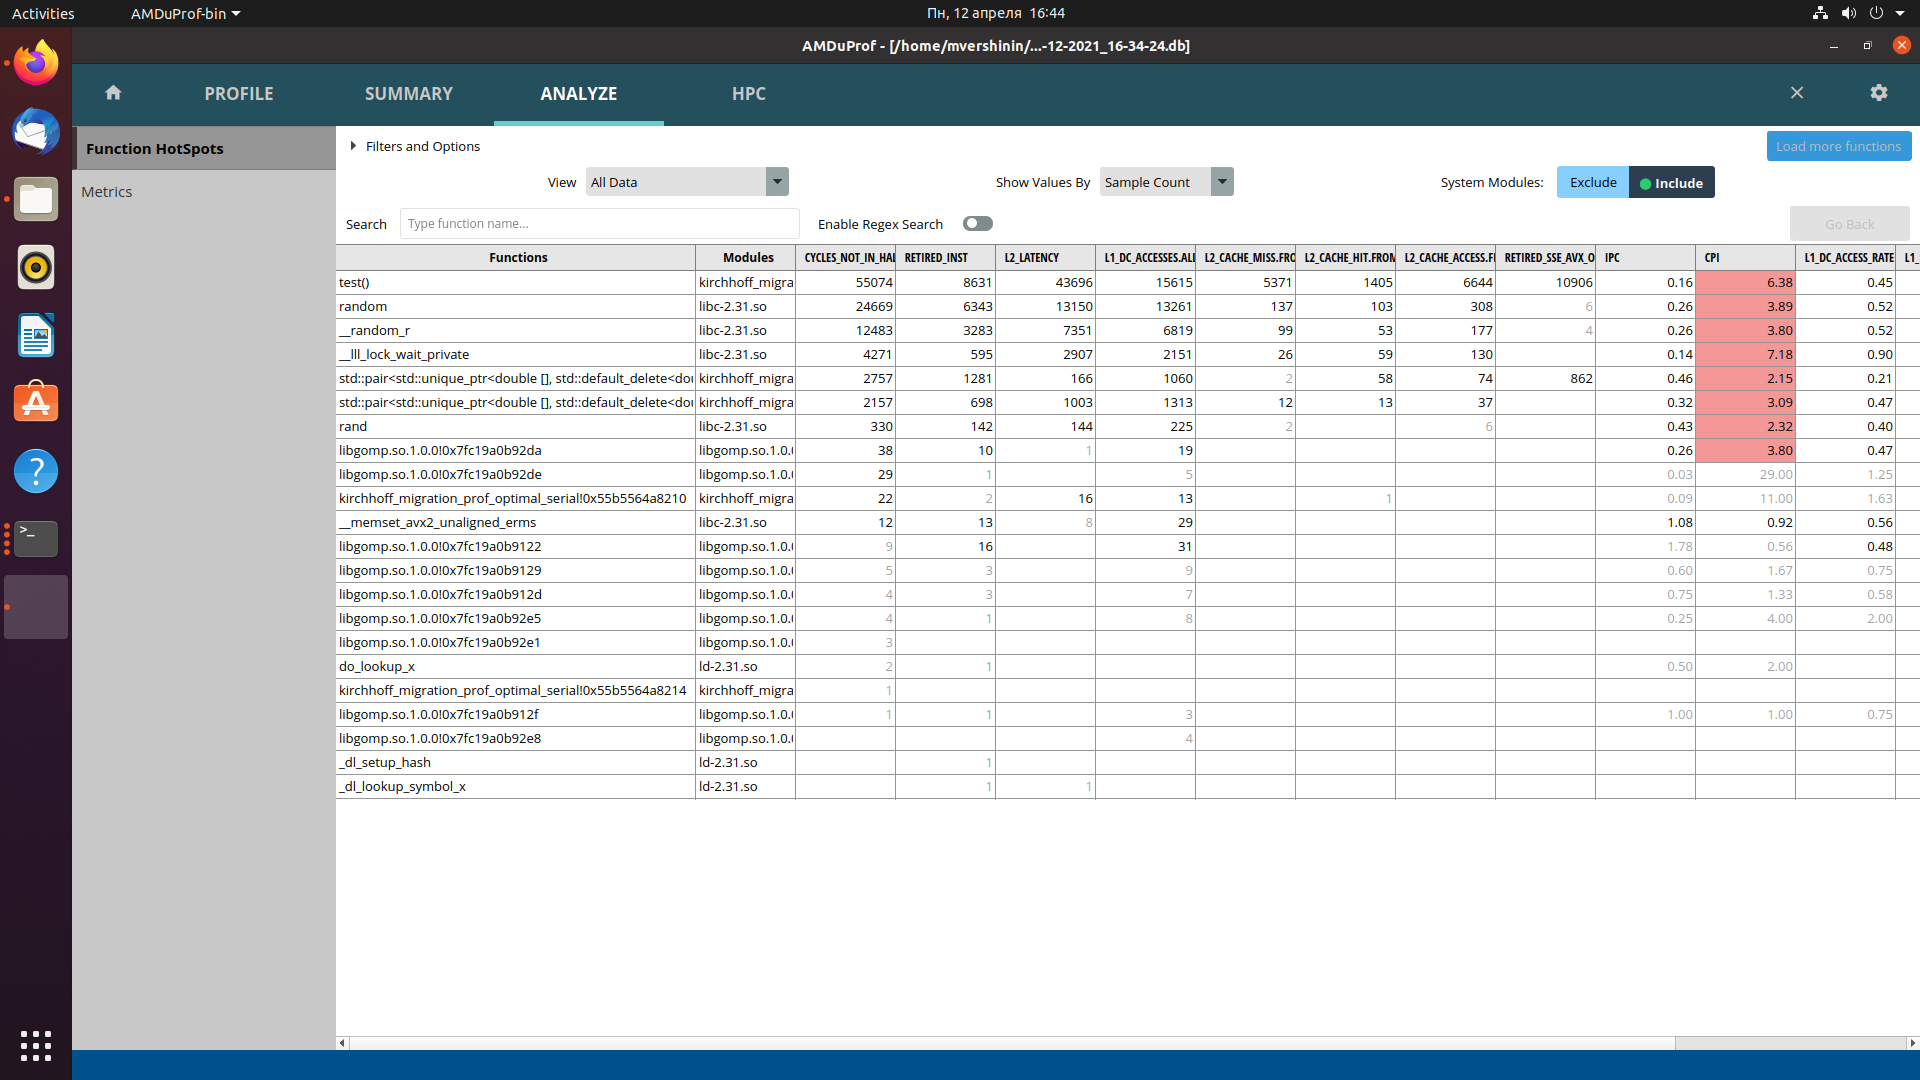 Activities AMDuProf-bin Пн, 12 апреля 16:44
AMDuProf - [/home/mvershinin/...-12-2021_16-34-24.db]
PROFILE SUMMARY ANALYZE HPC
Function HotSpots
Metrics
Filters and Options Load more functions
View All Data Show Values By Sample Count System Modules: Exclude Include
Search Type function name... Enable Regex Search Go Back
Functions Modules CYCLES_NOT_IN_HAL RETIRED_INST L2_LATENCY L1_DC_ACCESSES.ALL L2_CACHE_MISS.FRO L2_CACHE_HIT.FROM L2_CACHE_ACCESS.F RETIRED_SSE_AVX_O IPC CPI L1_DC_ACCESS_RATE L1_
test() kirchhoff_migra 55074 8631 43696 15615 5371 1405 6644 10906 0.16 6.38 0.45
random libc-2.31.so 24669 6343 13150 13261 137 103 308 6 0.26 3.89 0.52
__random_r libc-2.31.so 12483 3283 7351 6819 99 53 177 4 0.26 3.80 0.52
__lll_lock_wait_private libc-2.31.so 4271 595 2907 2151 26 59 130 0.14 7.18 0.90
std::pair<std::unique_ptr<double [], std::default_delete<dou kirchhoff_migra 2757 1281 166 1060 2 58 74 862 0.46 2.15 0.21
std::pair<std::unique_ptr<double [], std::default_delete<dou kirchhoff_migra 2157 698 1003 1313 12 13 37 0.32 3.09 0.47
rand libc-2.31.so 330 142 144 225 2 6 0.43 2.32 0.40
libgomp.so.1.0.0!0x7fc19a0b92da libgomp.so.1.0.0 38 10 1 19 0.26 3.80 0.47
libgomp.so.1.0.0!0x7fc19a0b92de libgomp.so.1.0.0 29 1 5 0.03 29.00 1.25
kirchhoff_migration_prof_optimal_serial!0x55b5564a8210 kirchhoff_migra 22 2 16 13 1 0.09 11.00 1.63
__memset_avx2_unaligned_erms libc-2.31.so 12 13 8 29 1.08 0.92 0.56
libgomp.so.1.0.0!0x7fc19a0b9122 libgomp.so.1.0.0 9 16 31 1.78 0.56 0.48
libgomp.so.1.0.0!0x7fc19a0b9129 libgomp.so.1.0.0 5 3 9 0.60 1.67 0.75
libgomp.so.1.0.0!0x7fc19a0b912d libgomp.so.1.0.0 4 3 7 0.75 1.33 0.58
libgomp.so.1.0.0!0x7fc19a0b92e5 libgomp.so.1.0.0 4 1 8 0.25 4.00 2.00
libgomp.so.1.0.0!0x7fc19a0b92e1 libgomp.so.1.0.0 3
do_lookup_x ld-2.31.so 2 1 0.50 2.00
kirchhoff_migration_prof_optimal_serial!0x55b5564a8214 kirchhoff_migra 1
libgomp.so.1.0.0!0x7fc19a0b912f libgomp.so.1.0.0 1 1 3 1.00 1.00 0.75
libgomp.so.1.0.0!0x7fc19a0b92e8 libgomp.so.1.0.0 4
_dl_setup_hash ld-2.31.so 1
_dl_lookup_symbol_x ld-2.31.so 1 1